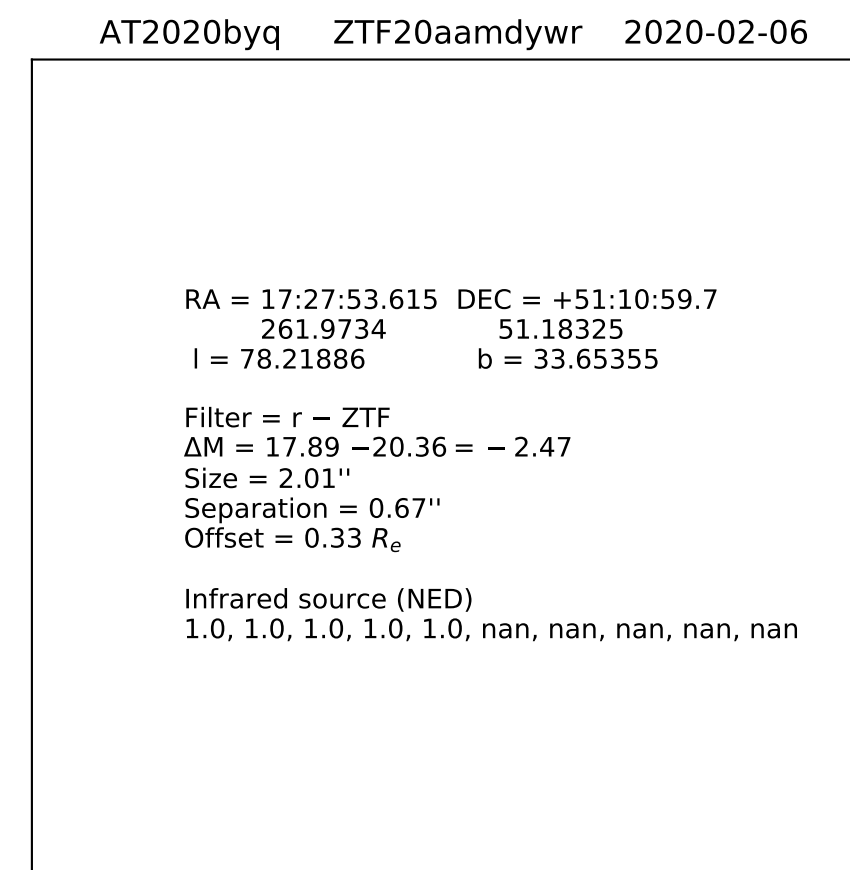 AT2020byq ZTF20aamdywr 2020-02-06
RA = 17:27:53.615 DEC = +51:10:59.7
261.9734 51.18325
l = 78.21886 b = 33.65355
Filter = r − ZTF
ΔM = 17.89 −20.36 = − 2.47
Size = 2.01''
Separation = 0.67''
Offset = 0.33 Re
Infrared source (NED)
1.0, 1.0, 1.0, 1.0, 1.0, nan, nan, nan, nan, nan